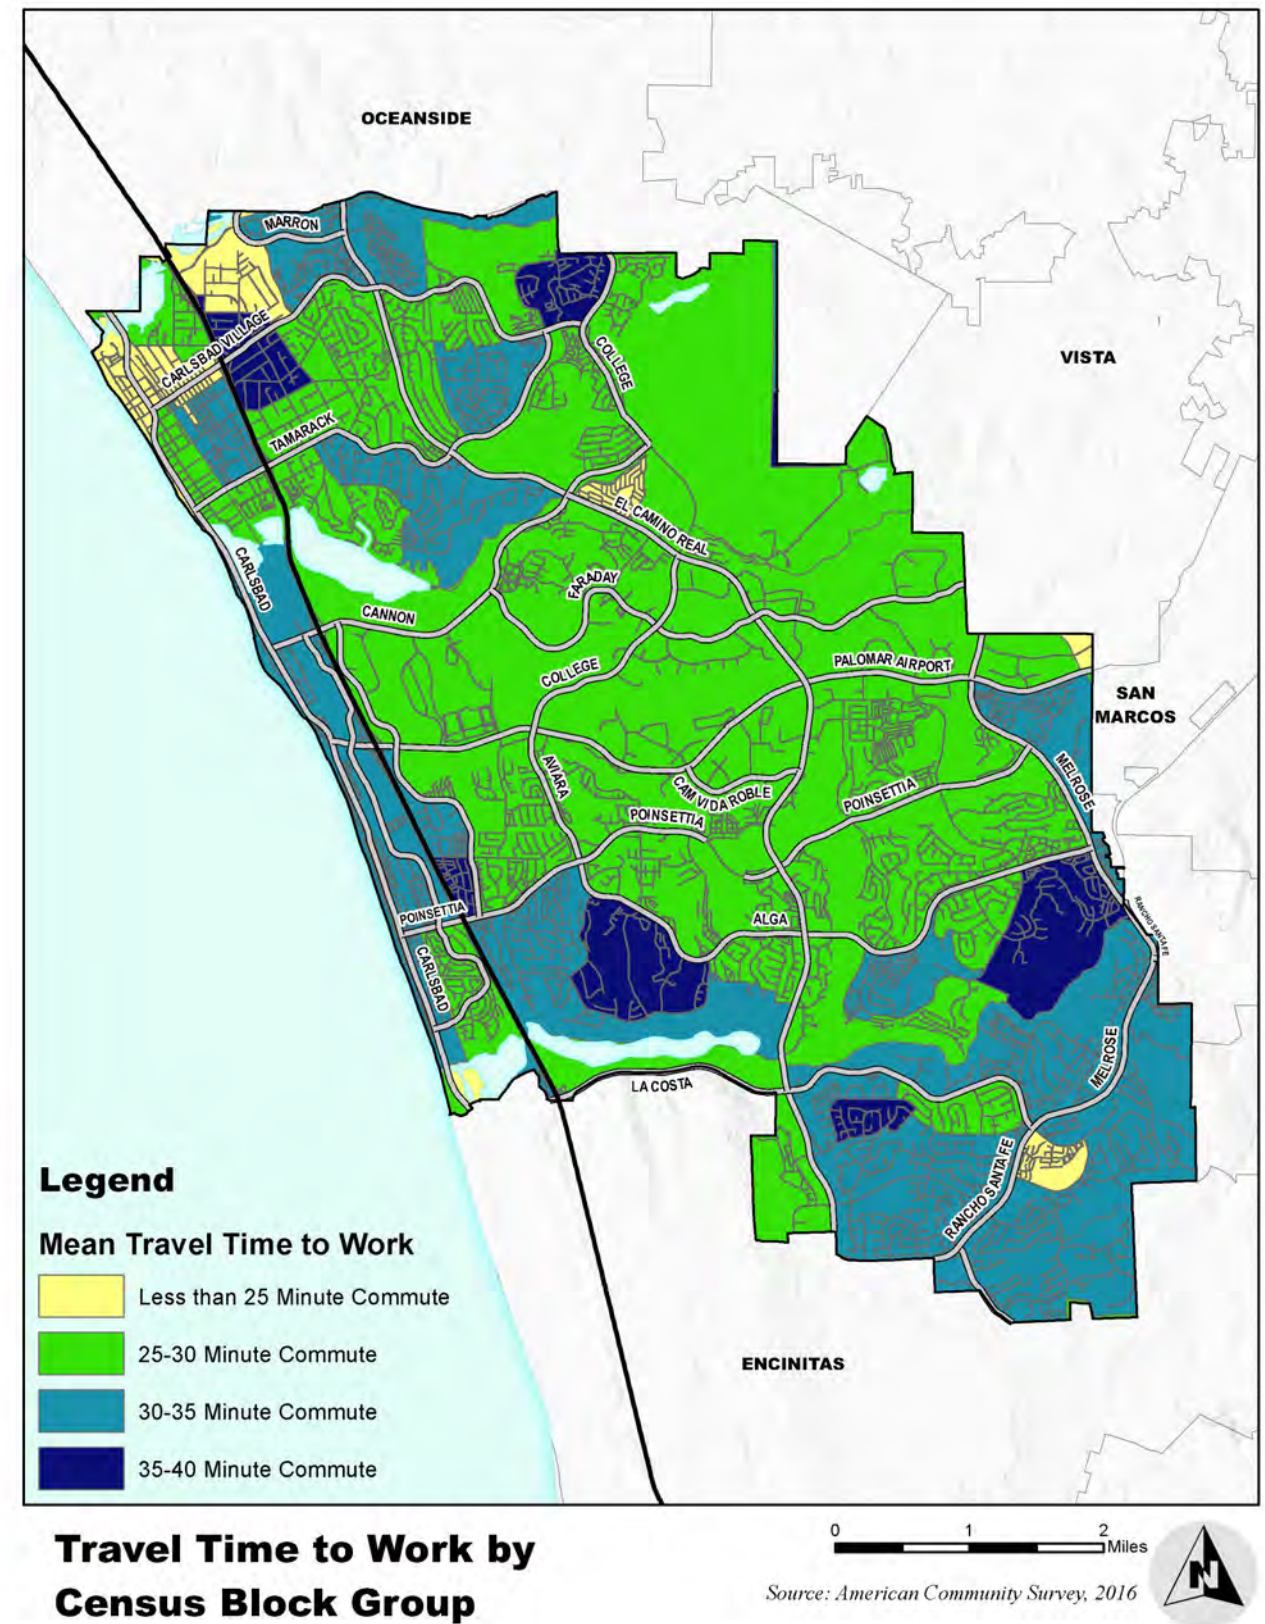 OCEANSIDE
MARRON
CARLSBAD VILLAGE
COLLEGE
VISTA
TAMARACK
EL CAMINO REAL
CARLSBAD
FARADAY
CANNON
COLLEGE
PALOMAR AIRPORT
SAN
MARCOS
AVIARA
CAM VIDA ROBLE
MELROSE
POINSETTIA
POINSETTIA
POINSETTIA
ALGA
RANCHO SANTA FE
CARLSBAD
MELROSE
LA COSTA
RANCHO SANTA FE
ENCINITAS
Legend
Mean Travel Time to Work
Less than 25 Minute Commute
25-30 Minute Commute
30-35 Minute Commute
35-40 Minute Commute
Travel Time to Work by
Census Block Group
0 1 2
Miles
Source: American Community Survey, 2016
N